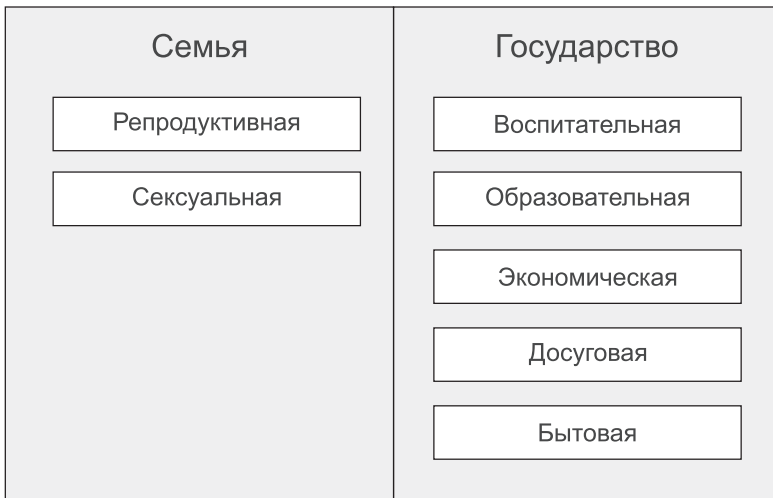 Семья
Репродуктивная
Сексуальная
Государство
Воспитательная
Образовательная
Экономическая
Досуговая
Бытовая